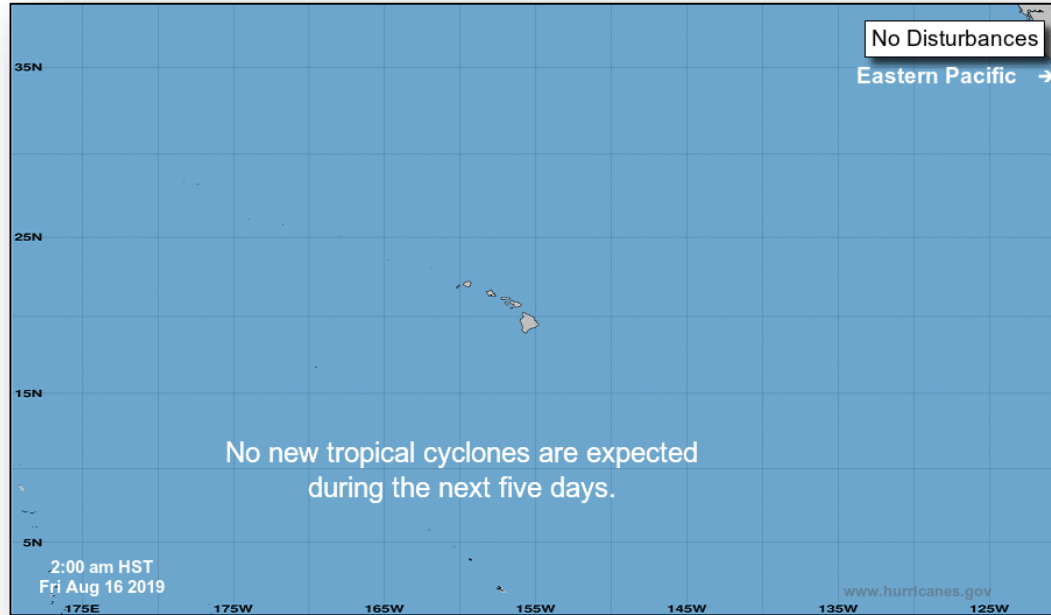 No Disturbances
35N
Eastern Pacific →
25N
15N
No new tropical cyclones are expected
during the next five days.
5N
2:00 am HST
Fri Aug 16 2019
www.hurricanes.gov
175E 175W 165W 155W 145W 135W 125W